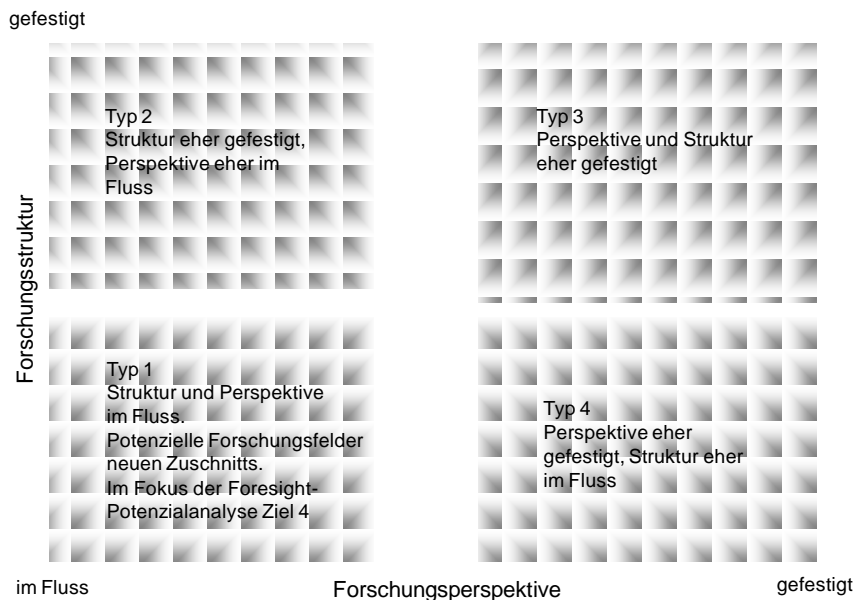 gefestigt
Typ 2
Struktur eher gefestigt,
Perspektive eher im
Fluss
Typ 3
Perspektive und Struktur
eher gefestigt
Forschungsstruktur
Typ 1
Struktur und Perspektive
im Fluss.
Potenzielle Forschungsfelder
neuen Zuschnitts.
Im Fokus der Foresight-
Potenzialanalyse Ziel 4
Typ 4
Perspektive eher
gefestigt, Struktur eher
im Fluss
im Fluss
Forschungsperspektive
gefestigt